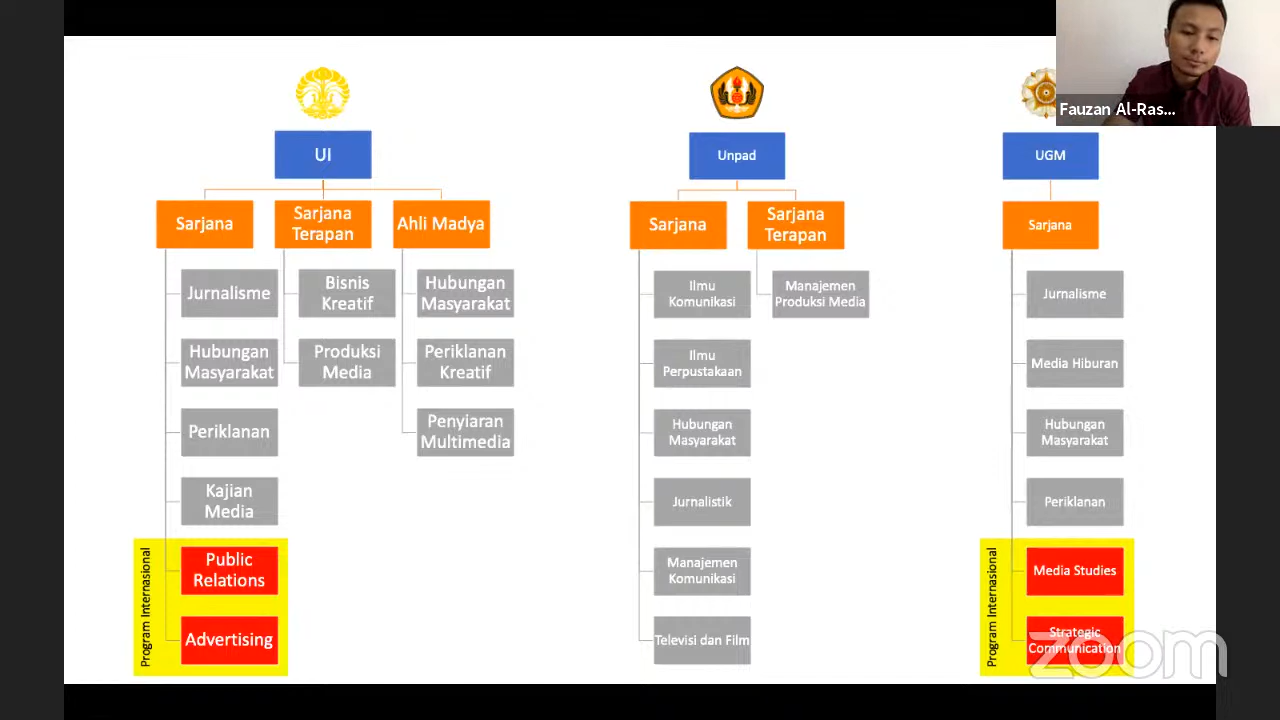 Fauzan Al-Ras...
UI
Sarjana
Sarjana
Terapan
Ahli Madya
Jurnalisme
Hubungan
Masyarakat
Periklanan
Kajian
Media
Program Internasional
Public
Relations
Advertising
Bisnis
Kreatif
Produksi
Media
Hubungan
Masyarakat
Periklanan
Kreatif
Penyiaran
Multimedia
Unpad
Sarjana
Sarjana
Terapan
Ilmu
Komunikasi
Ilmu
Perpustakaan
Hubungan
Masyarakat
Jurnalistik
Manajemen
Komunikasi
Televisi dan Film
Manajemen
Produksi Media
UGM
Sarjana
Jurnalisme
Media Hiburan
Hubungan
Masyarakat
Periklanan
Program Internasional
Media Studies
Strategic
Communication
zoom